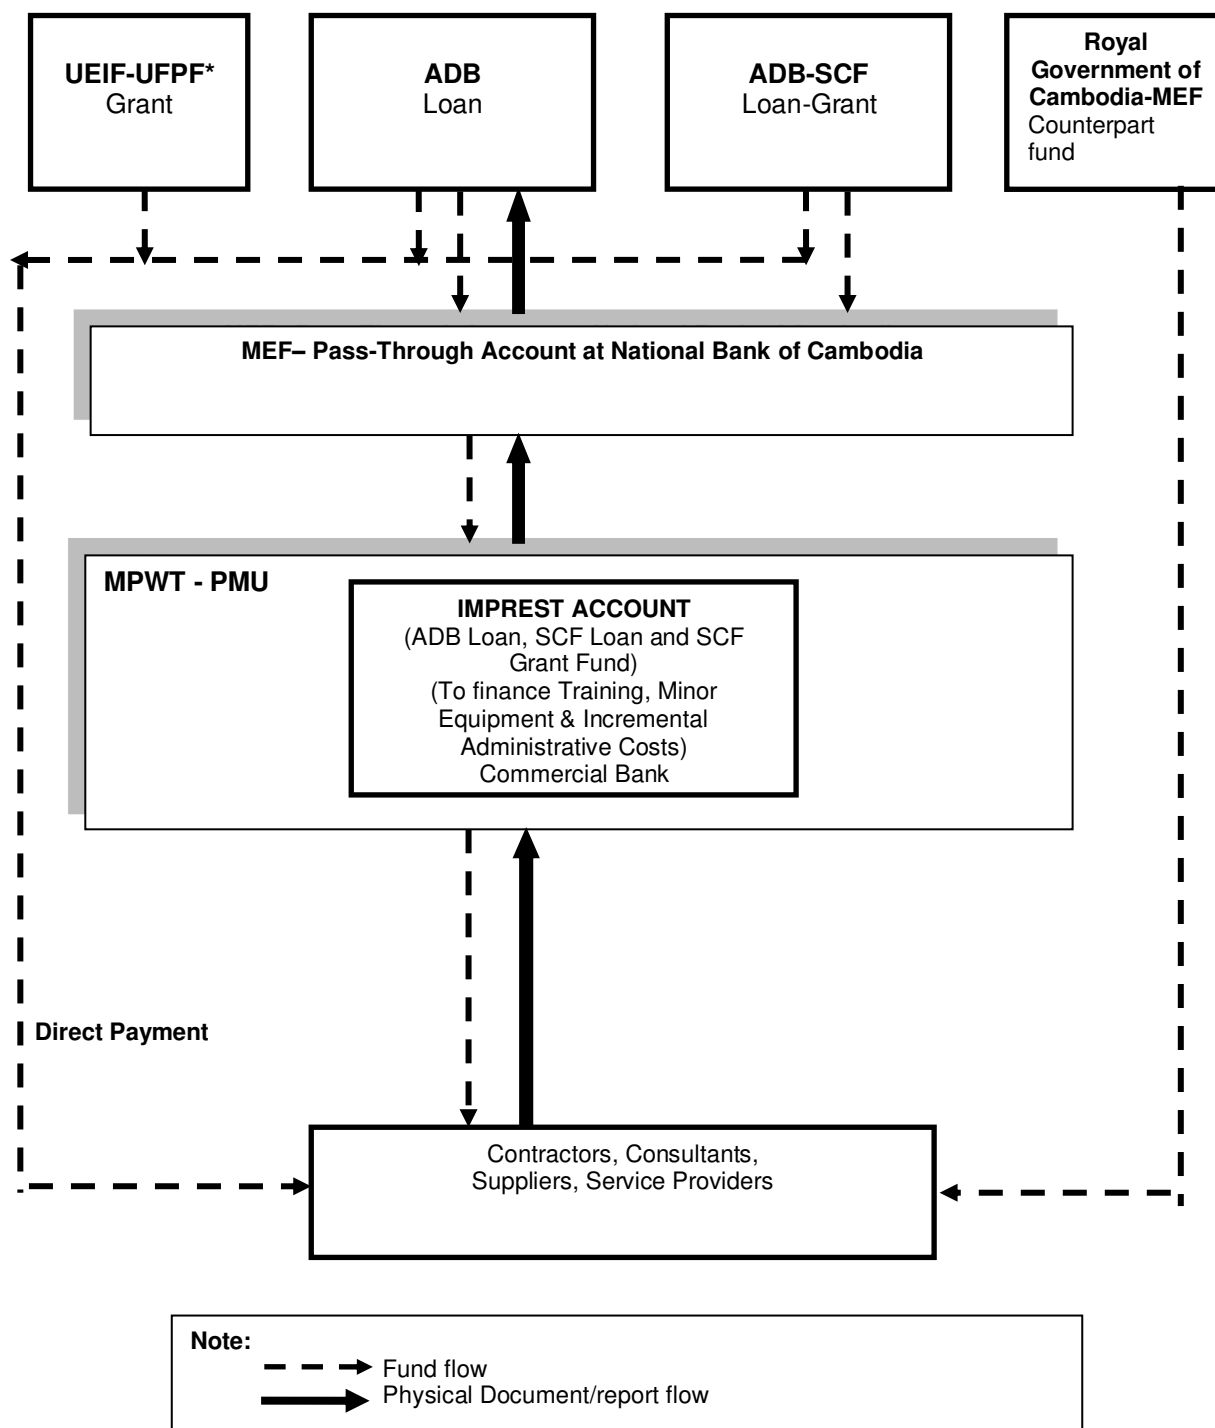 UEIF-UFPF*
Grant
ADB
Loan
ADB-SCF
Loan-Grant
Royal
Government of
Cambodia-MEF
Counterpart
fund
MEF– Pass-Through Account at National Bank of Cambodia
MPWT - PMU
IMPREST ACCOUNT
(ADB Loan, SCF Loan and SCF
Grant Fund)
(To finance Training, Minor
Equipment & Incremental
Administrative Costs)
Commercial Bank
Direct Payment
Contractors, Consultants,
Suppliers, Service Providers
Note:
Fund flow
Physical Document/report flow